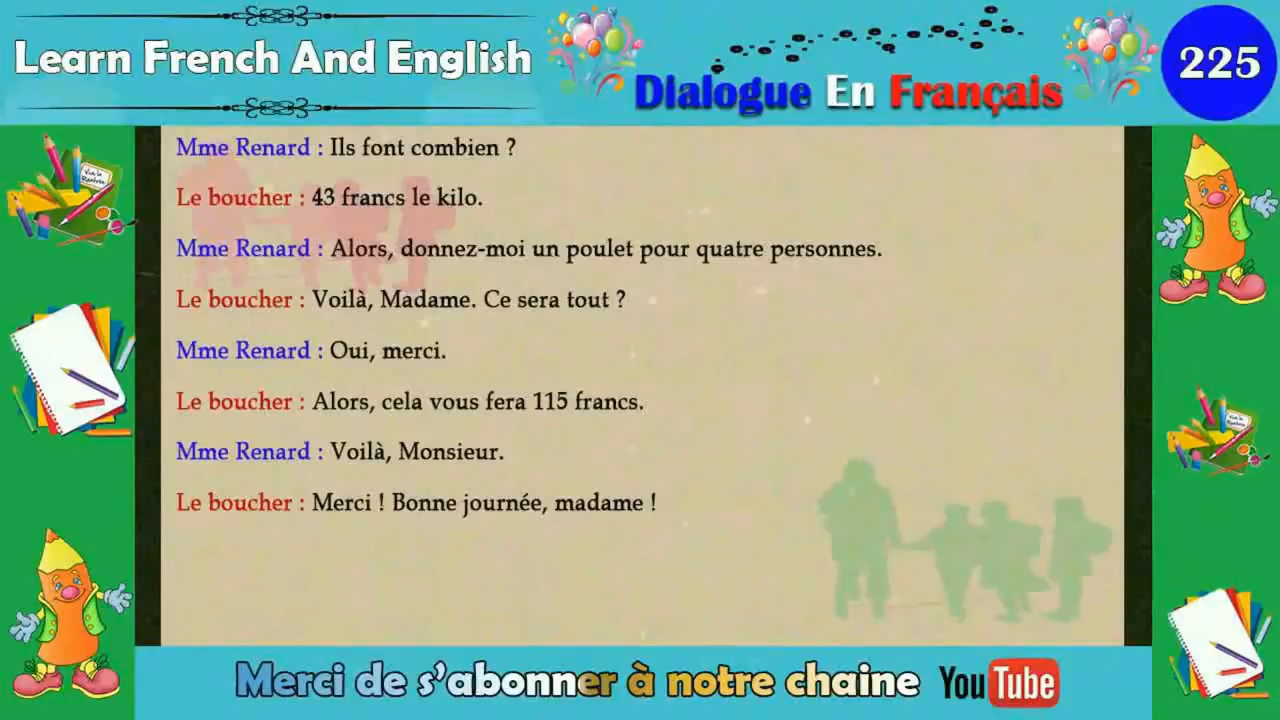 Learn French And English
Dialogue En Français
225
Mme Renard : Ils font combien ?
Le boucher : 43 francs le kilo.
Mme Renard : Alors, donnez-moi un poulet pour quatre personnes.
Le boucher : Voilà, Madame. Ce sera tout ?
Mme Renard : Oui, merci.
Le boucher : Alors, cela vous fera 115 francs.
Mme Renard : Voilà, Monsieur.
Le boucher : Merci ! Bonne journée, madame !
Merci de s'abonner à notre chaine YouTube